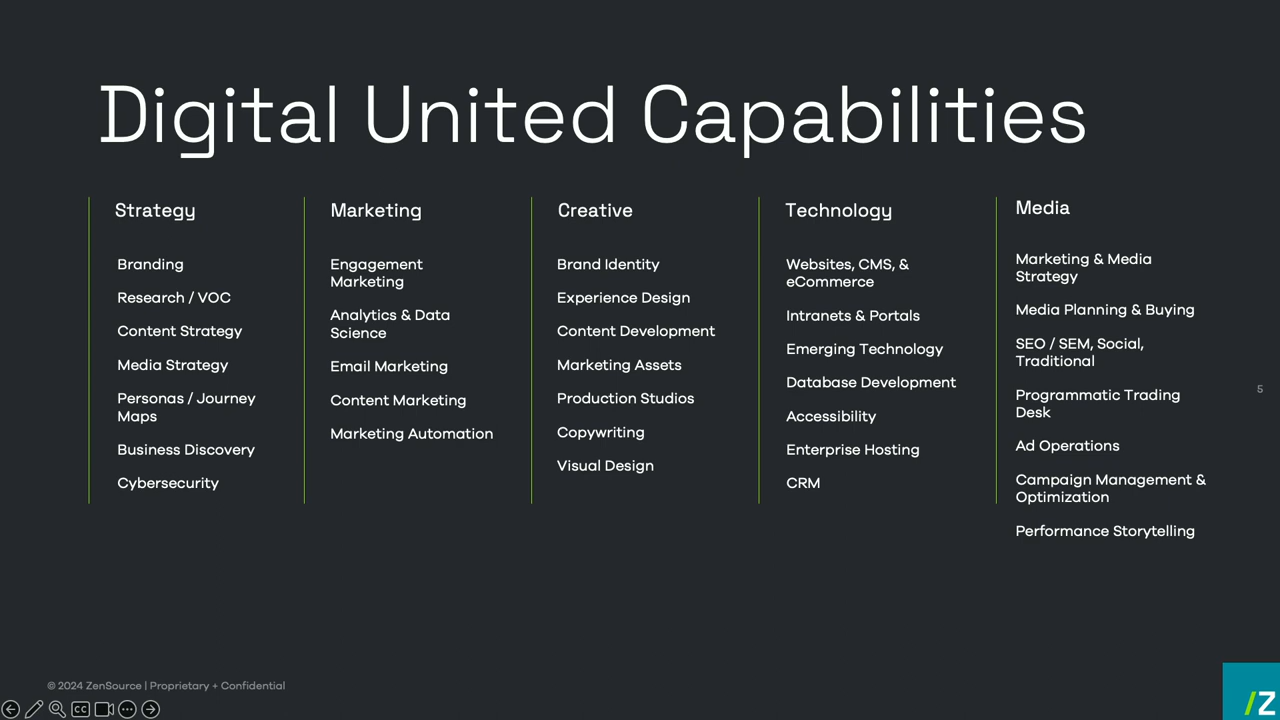 Digital United Capabilities
Strategy
Branding
Research / VOC
Content Strategy
Media Strategy
Personas / Journey
Maps
Business Discovery
Cybersecurity
Marketing
Engagement
Marketing
Analytics & Data
Science
Email Marketing
Content Marketing
Marketing Automation
Creative
Brand Identity
Experience Design
Content Development
Marketing Assets
Production Studios
Copywriting
Visual Design
Technology
Websites, CMS, &
eCommerce
Intranets & Portals
Emerging Technology
Database Development
Accessibility
Enterprise Hosting
CRM
Media
Marketing & Media
Strategy
Media Planning & Buying
SEO / SEM, Social,
Traditional
Programmatic Trading
Desk
Ad Operations
Campaign Management &
Optimization
Performance Storytelling
5
© 2024 ZenSource | Proprietary + Confidential
CC
/Z